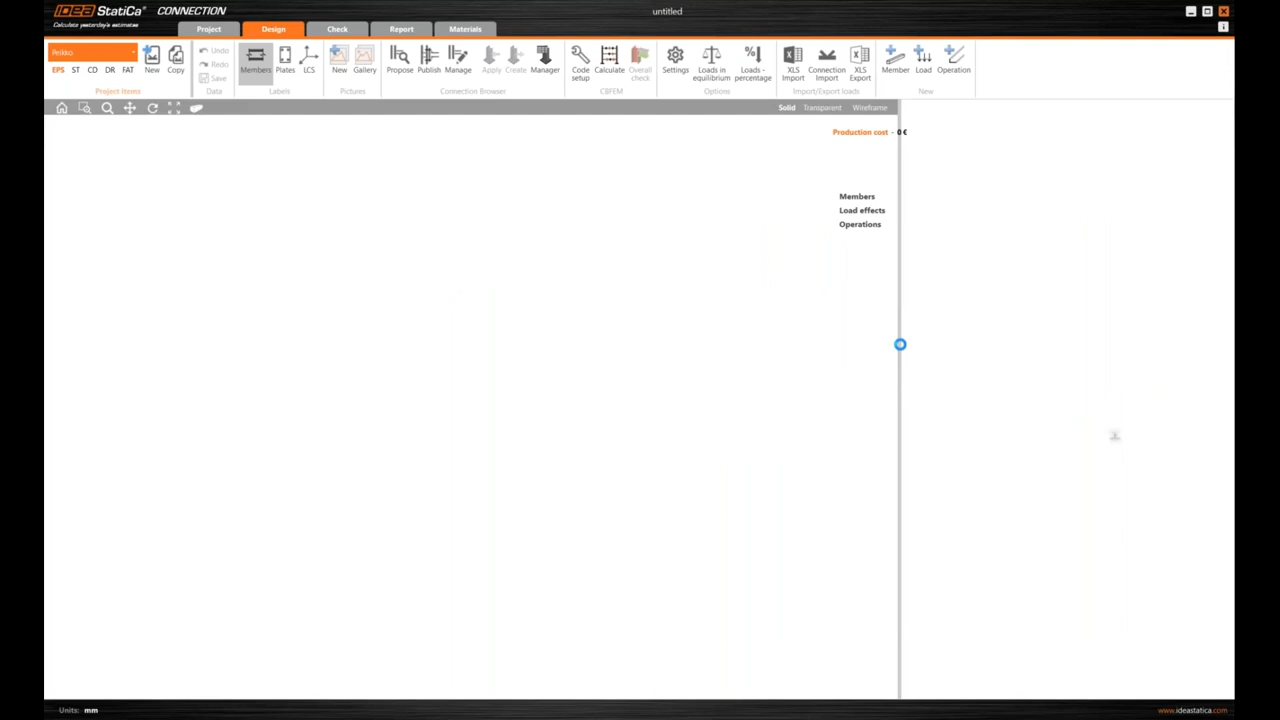 IDEA StatiCa® CONNECTION
Calculate yesterday's estimates
untitled
Project Design Check Report Materials
Peikko
EPS ST CD DR FAT
New Copy
Project items
Undo
Redo
Save
Data
Members Plates LCS
Labels
New Gallery
Pictures
Propose Publish Manage Apply Create Manager
Connection Browser
Code setup Calculate Overall check
CBFEM
Settings Loads in equilibrium Loads - percentage
Options
XLS Import Connection Import XLS Export
Import/Export loads
Member Load Operation
New
Solid Transparent Wireframe
Production cost - 0 €
Members
Load effects
Operations
Units: mm
www.ideastatica.com